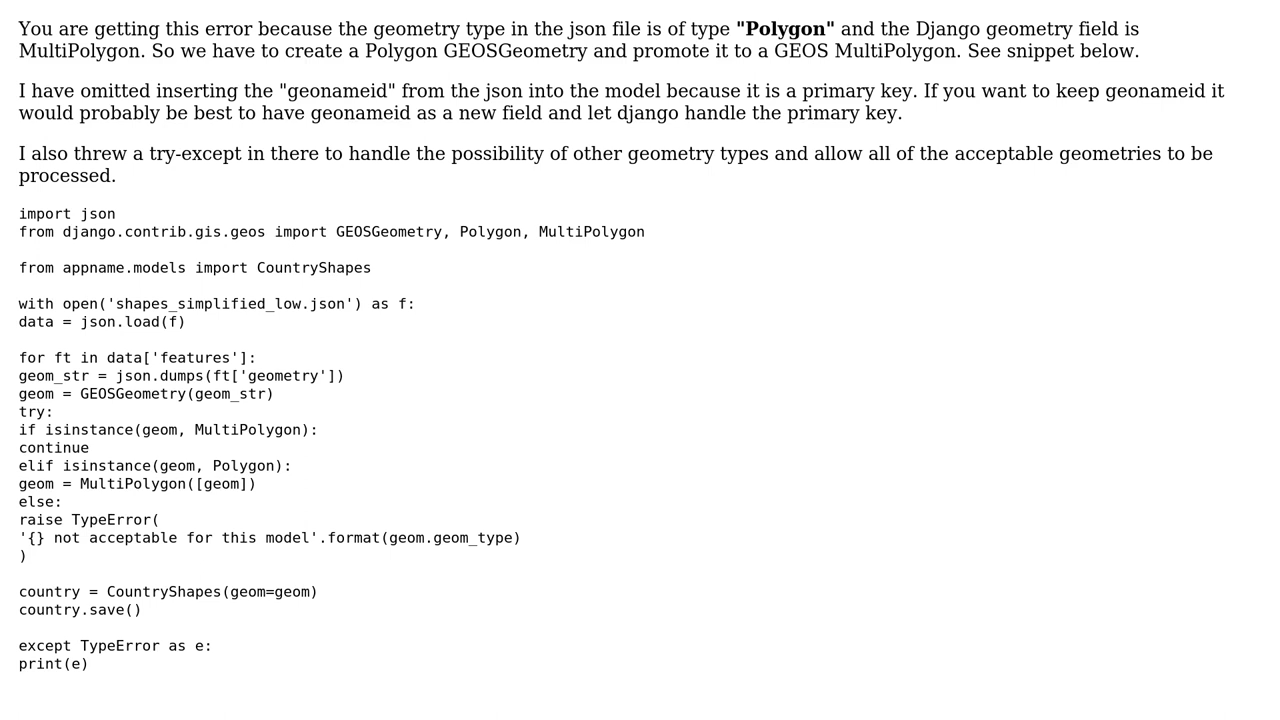 You are getting this error because the geometry type in the json file is of type "Polygon" and the Django geometry field is
MultiPolygon. So we have to create a Polygon GEOSGeometry and promote it to a GEOS MultiPolygon. See snippet below.
I have omitted inserting the "geonameid" from the json into the model because it is a primary key. If you want to keep geonameid it
would probably be best to have geonameid as a new field and let django handle the primary key.
I also threw a try-except in there to handle the possibility of other geometry types and allow all of the acceptable geometries to be
processed.
import json
from django.contrib.gis.geos import GEOSGeometry, Polygon, MultiPolygon
from appname.models import CountryShapes
with open('shapes_simplified_low.json') as f:
data = json.load(f)
for ft in data['features']:
geom_str = json.dumps(ft['geometry'])
geom = GEOSGeometry(geom_str)
try:
if isinstance(geom, MultiPolygon):
continue
elif isinstance(geom, Polygon):
geom = MultiPolygon([geom])
else:
raise TypeError(
'{} not acceptable for this model'.format(geom.geom_type)
)
country = CountryShapes(geom=geom)
country.save()
except TypeError as e:
print(e)